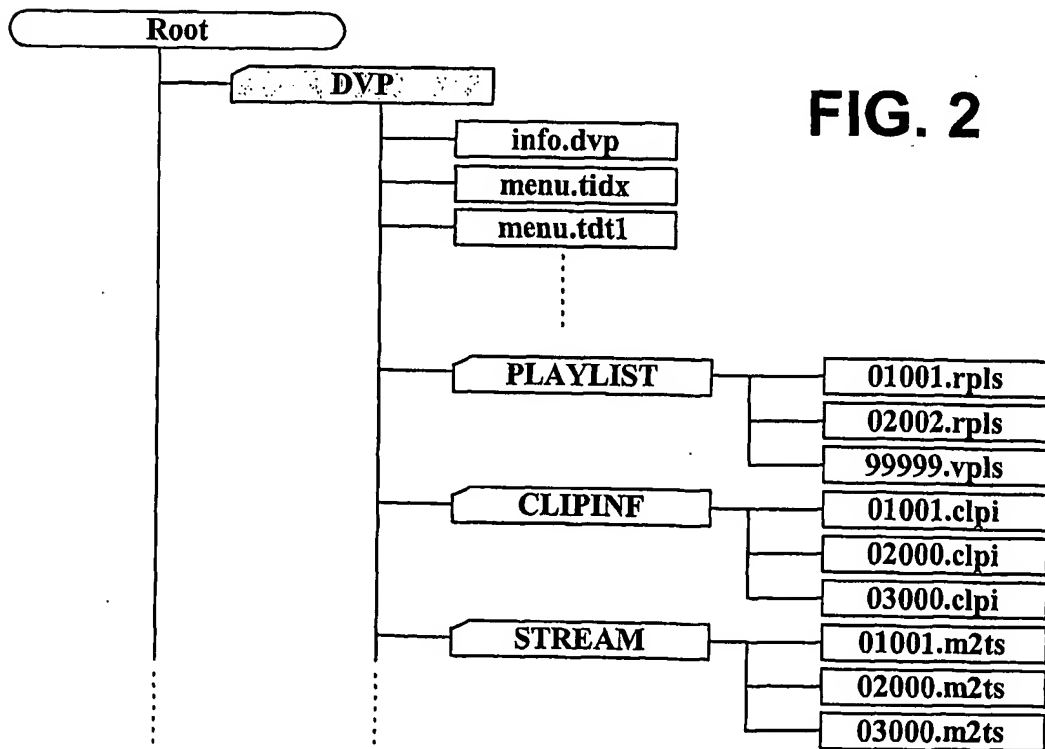 Root
DVP
FIG. 2
info.dvp
menu.tidx
menu.tdt1
PLAYLIST
01001.rpls
02002.rpls
99999.vpls
CLIPINF
01001.clpi
02000.clpi
03000.clpi
STREAM
01001.m2ts
02000.m2ts
03000.m2ts